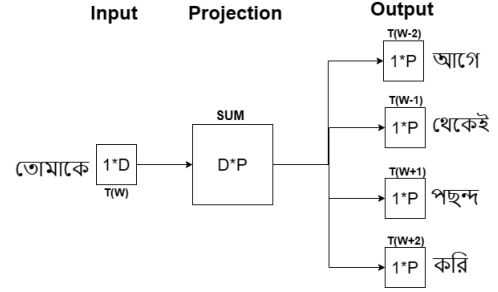 Input Projection Output
T(W-2)
1*P আগে
T(W-1)
1*P থেকেই
SUM
তোমাকে 1*D D*P
T(W)
T(W+1)
1*P পছন্দ
T(W+2)
1*P করি